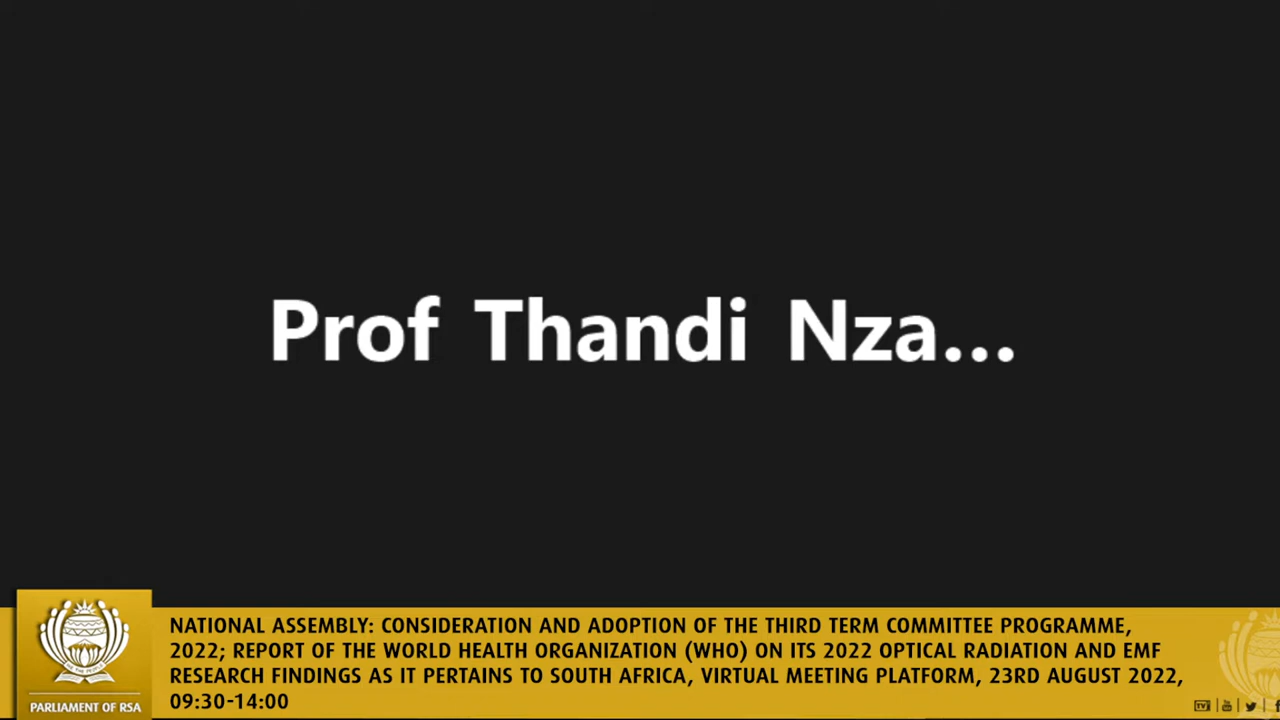 Prof Thandi Nza...
NATIONAL ASSEMBLY: CONSIDERATION AND ADOPTION OF THE THIRD TERM COMMITTEE PROGRAMME,
2022; REPORT OF THE WORLD HEALTH ORGANIZATION (WHO) ON ITS 2022 OPTICAL RADIATION AND EMF
RESEARCH FINDINGS AS IT PERTAINS TO SOUTH AFRICA, VIRTUAL MEETING PLATFORM, 23RD AUGUST 2022,
09:30-14:00
PARLIAMENT OF RSA